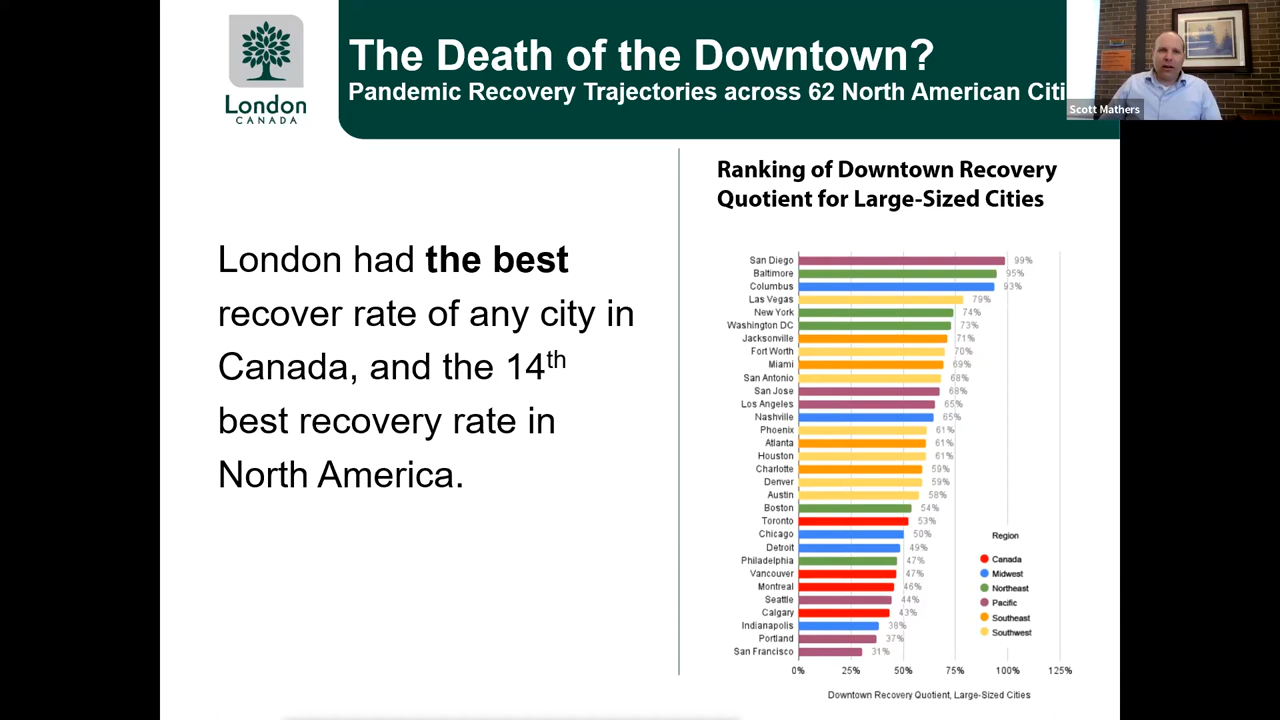 London
CANADA
The Death of the Downtown?
Pandemic Recovery Trajectories across 62 North American Citi
Scott Mathers
London had the best
recover rate of any city in
Canada, and the 14th
best recovery rate in
North America.
Ranking of Downtown Recovery
Quotient for Large-Sized Cities
San Diego 99%
Baltimore 95%
Columbus 93%
Las Vegas 79%
New York 74%
Washington DC 73%
Jacksonville 71%
Fort Worth 70%
Miami 69%
San Antonio 68%
San Jose 68%
Los Angeles 65%
Nashville 65%
Phoenix 61%
Atlanta 61%
Houston 61%
Charlotte 59%
Denver 59%
Austin 58%
Boston 54%
Toronto 53%
Chicago 50%
Detroit 49%
Philadelphia 47%
Vancouver 47%
Montreal 46%
Seattle 44%
Calgary 43%
Indianapolis 38%
Portland 37%
San Francisco 31%
0% 25% 50% 75% 100% 125%
Downtown Recovery Quotient, Large-Sized Cities
Region
Canada
Midwest
Northeast
Pacific
Southeast
Southwest